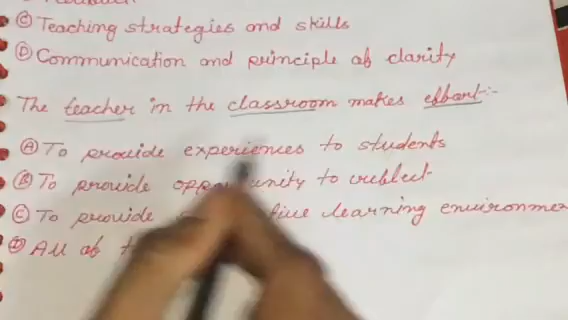 Ⓒ Teaching strategies and skills
Ⓓ Communication and principle of clarity
The teacher in the classroom makes effort:-
Ⓐ To provide experiences to students
Ⓑ To provide opportunity to reflect
Ⓒ To provide learning environmen
Ⓓ All of